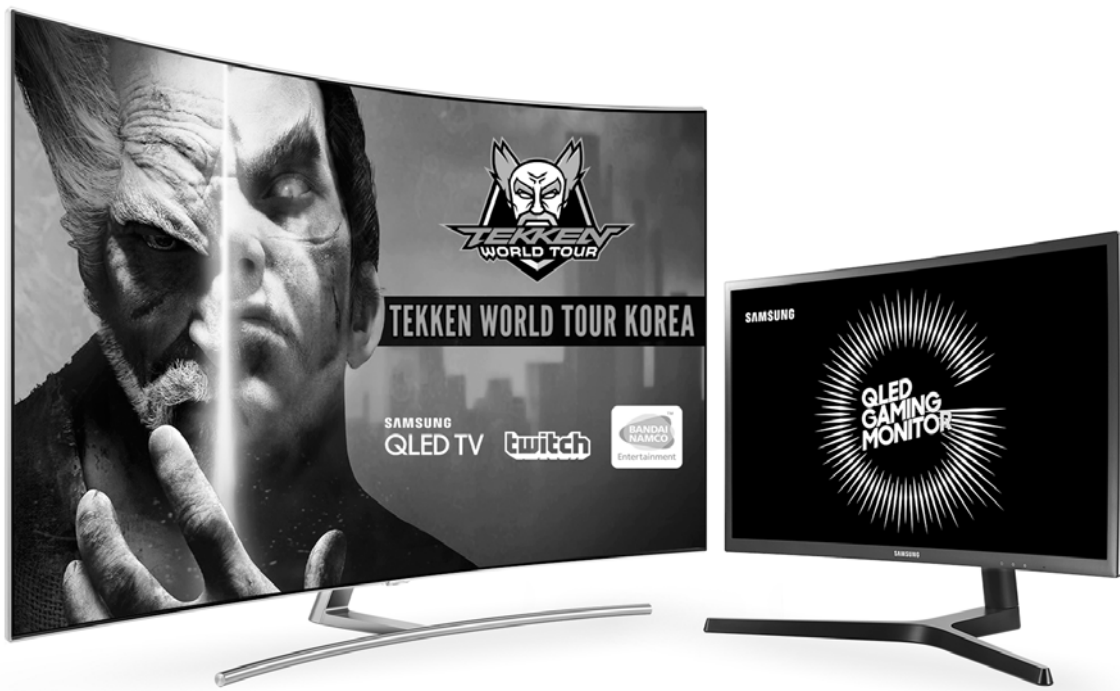 TEKKEN
WORLD TOUR
TEKKEN WORLD TOUR KOREA
SAMSUNG
QLED TV
twitch
BANDAI
NAMCO
Entertainment
SAMSUNG
QLED
GAMING
MONITOR
SAMSUNG